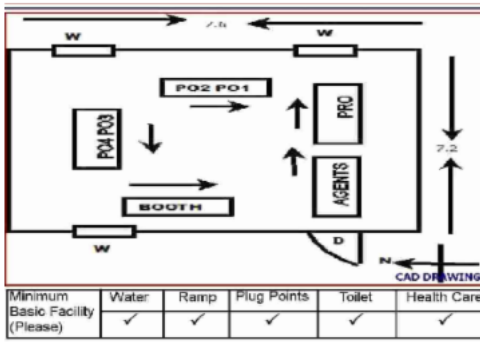 7.6
W
W
PO2 PO1
PRO
PO4 PO3
7.2
AGENTS
BOOTH
D
W
N
CAD DRAWING
Minimum Basic Facility (Please)
Water
Ramp
Plug Points
Toilet
Health Care
✓ ✓ ✓ ✓ ✓